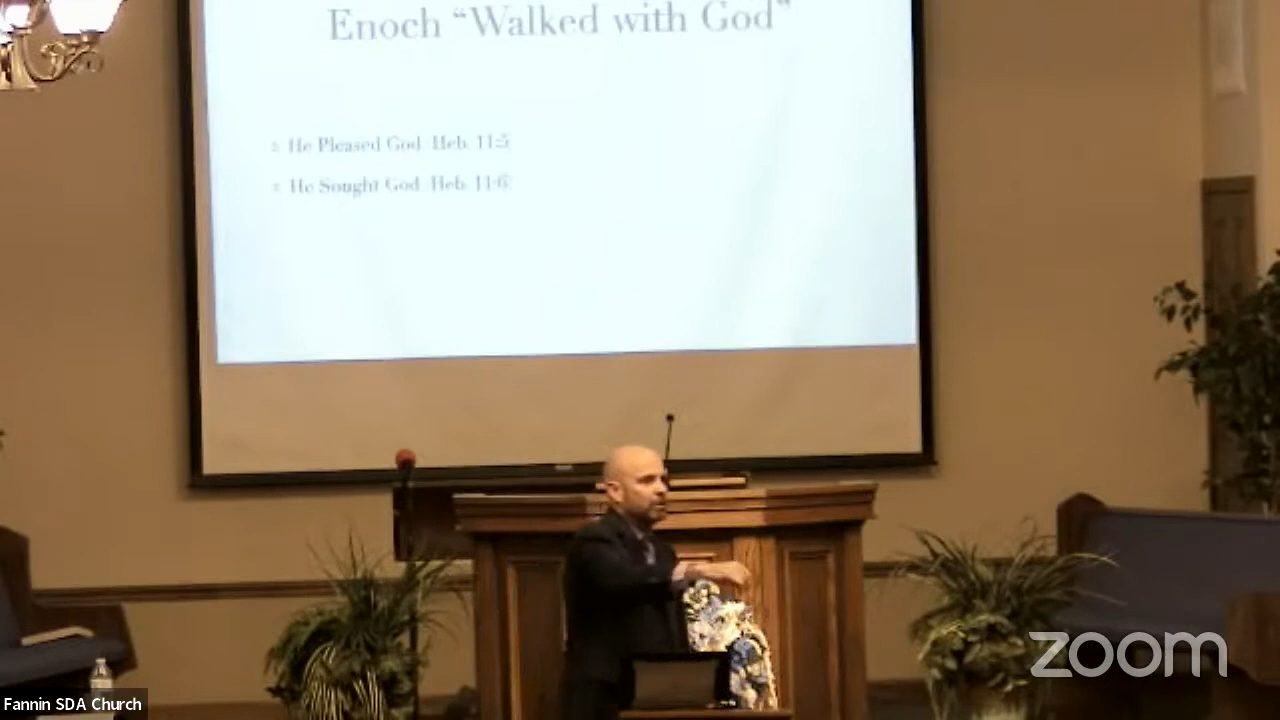 Enoch “Walked with God”
He Pleased God Heb. 11:5
He Sought God Heb. 11:6
zoom
Fannin SDA Church